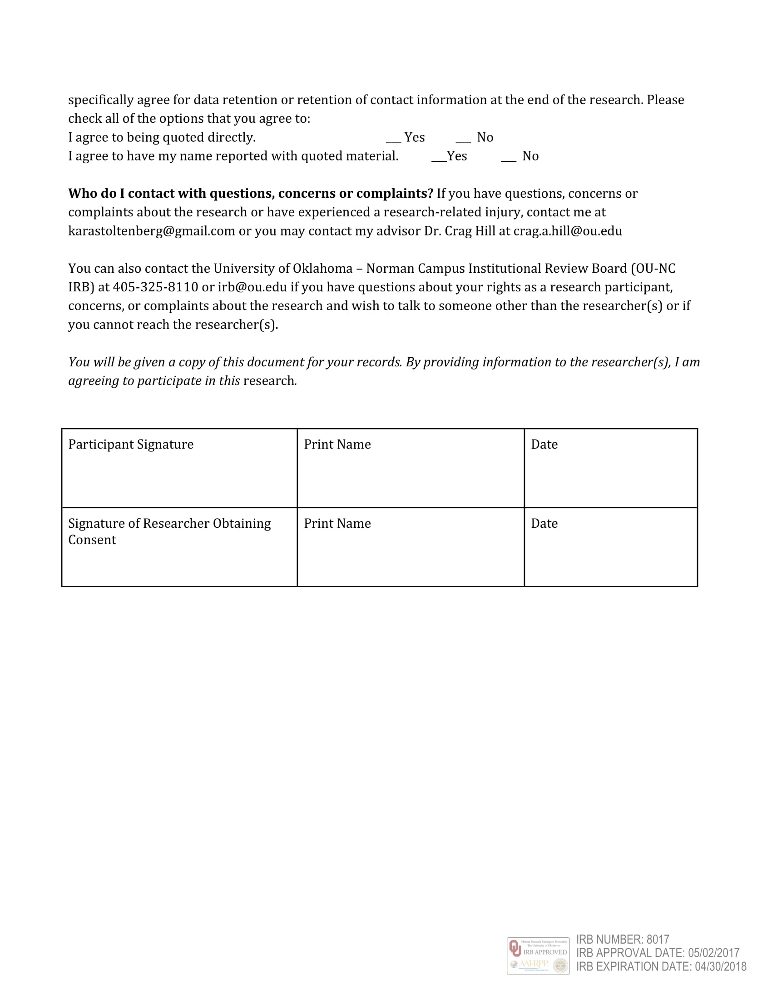 specifically agree for data retention or retention of contact information at the end of the research. Please
check all of the options that you agree to:
I agree to being quoted directly. ___ Yes ___ No
I agree to have my name reported with quoted material. ___Yes ___ No
Who do I contact with questions, concerns or complaints? If you have questions, concerns or
complaints about the research or have experienced a research-related injury, contact me at
karastoltenberg@gmail.com or you may contact my advisor Dr. Crag Hill at crag.a.hill@ou.edu
You can also contact the University of Oklahoma – Norman Campus Institutional Review Board (OU-NC
IRB) at 405-325-8110 or irb@ou.edu if you have questions about your rights as a research participant,
concerns, or complaints about the research and wish to talk to someone other than the researcher(s) or if
you cannot reach the researcher(s).
You will be given a copy of this document for your records. By providing information to the researcher(s), I am
agreeing to participate in this research.
Participant Signature Print Name Date
Signature of Researcher Obtaining Print Name Date
Consent
Human Research Participant Protection
The University of Oklahoma
IRB APPROVED
AAHRPP
IRB NUMBER: 8017
IRB APPROVAL DATE: 05/02/2017
IRB EXPIRATION DATE: 04/30/2018